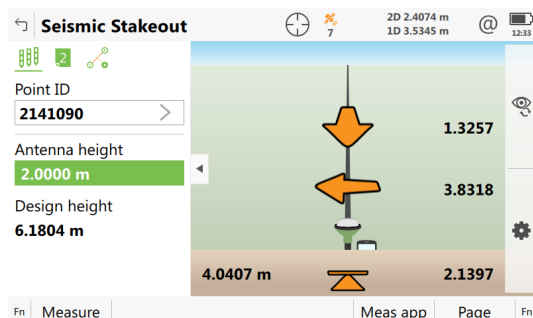 Seismic Stakeout
7
2D 2.4074 m
1D 3.5345 m
@
12:33
2
Point ID
2141090
Antenna height
2.0000 m
Design height
6.1804 m
1.3257
3.8318
4.0407 m
2.1397
Fn
Measure
Meas app
Page
Fn